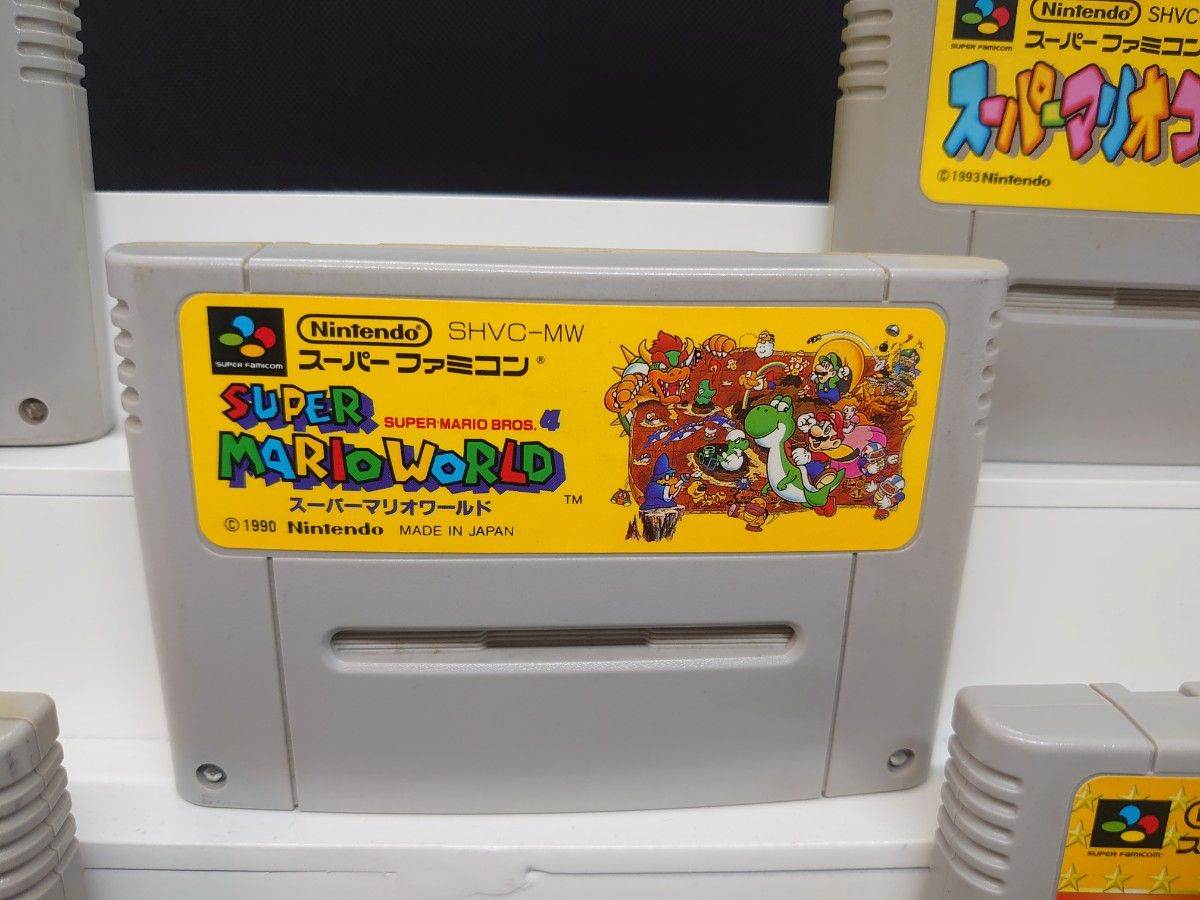 SUPER FAMICOM
Nintendo® SHVC-MW
スーパーファミコン®
SUPER
SUPER MARIO BROS. 4
MARIO WORLD
TM
スーパーマリオワールド
© 1990 Nintendo MADE IN JAPAN
SUPER FAMICOM
Nintendo® SHVC
スーパーファミコン
スーパーマリオコ
© 1993 Nintendo
SUPER FAMICOM